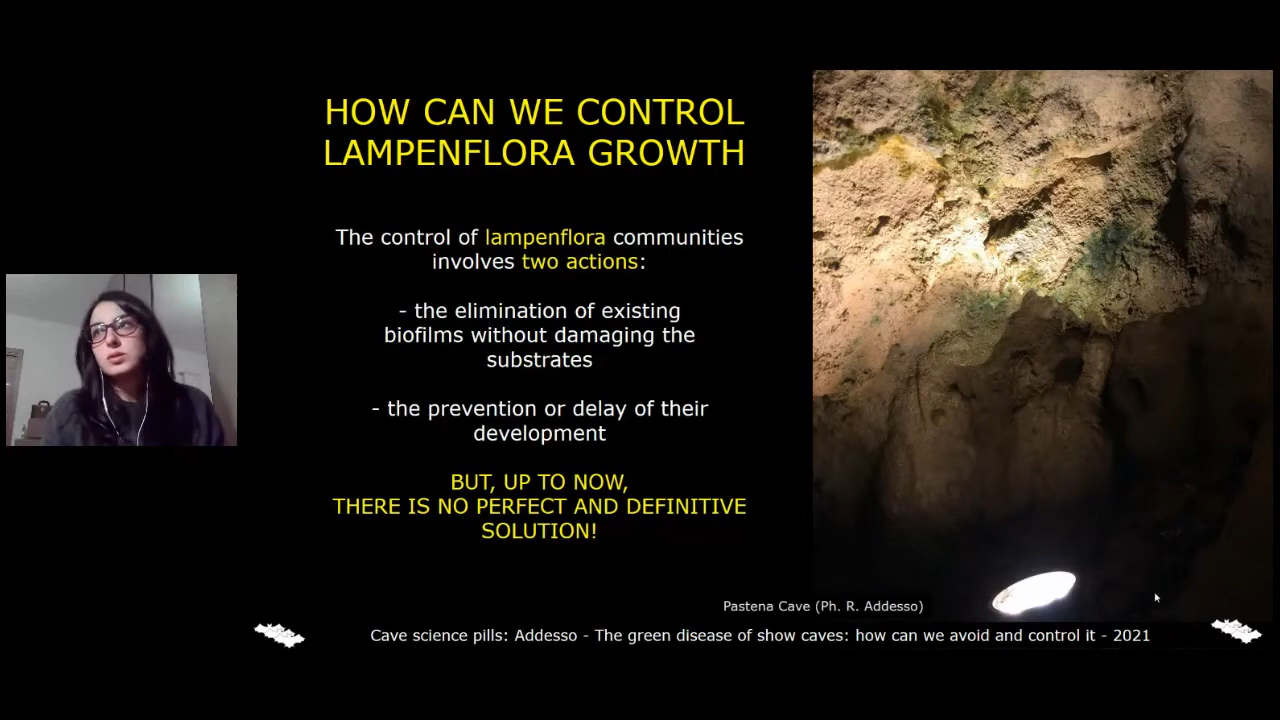 HOW CAN WE CONTROL
LAMPENFLORA GROWTH
The control of lampenflora communities
involves two actions:
- the elimination of existing
biofilms without damaging the
substrates
- the prevention or delay of their
development
BUT, UP TO NOW,
THERE IS NO PERFECT AND DEFINITIVE
SOLUTION!
Pastena Cave (Ph. R. Addesso)
Cave science pills: Addesso - The green disease of show caves: how can we avoid and control it - 2021